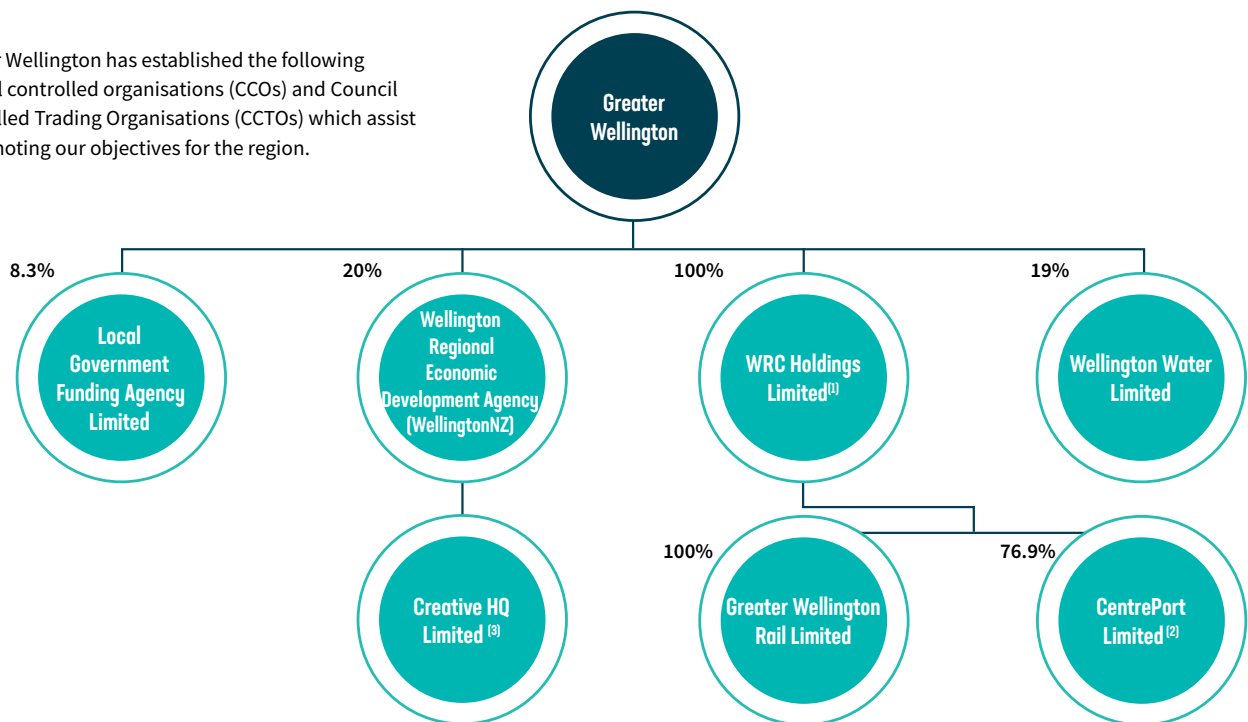 Wellington has established the following
controlled organisations (CCOs) and Council
Trading Organisations (CCTOs) which assist
our objectives for the region.
Greater
Wellington
8.3%
20%
100%
19%
Local
Government
Funding Agency
Limited
Wellington
Regional
Economic
Development Agency
(WellingtonNZ)
WRC Holdings
Limited(1)
Wellington Water
Limited
100%
76.9%
Creative HQ
Limited (3)
Greater Wellington
Rail Limited
CentrePort
Limited(2)